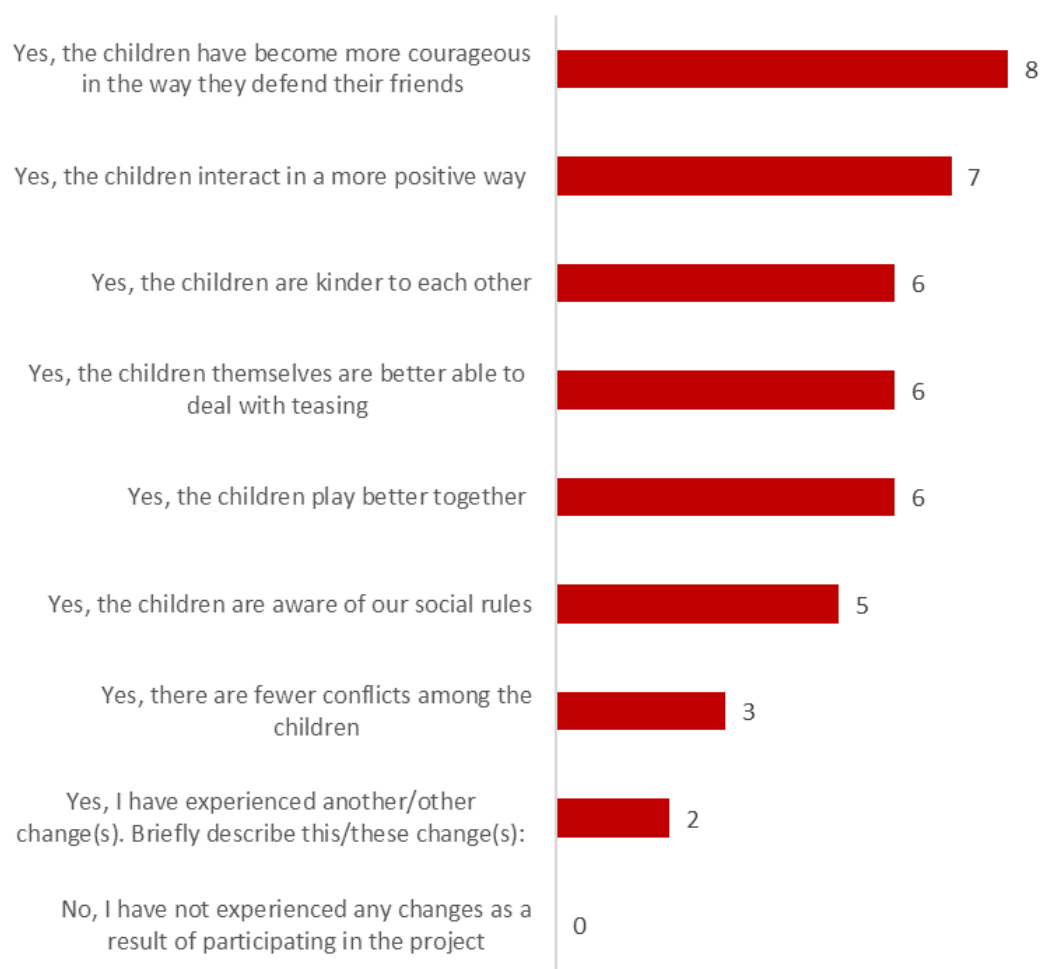 Yes, the children have become more courageous
in the way they defend their friends
8
Yes, the children interact in a more positive way
7
Yes, the children are kinder to each other
6
Yes, the children themselves are better able to
deal with teasing
6
Yes, the children play better together
6
Yes, the children are aware of our social rules
5
Yes, there are fewer conflicts among the
children
3
Yes, I have experienced another/other
change(s). Briefly describe this/these change(s):
2
No, I have not experienced any changes as a
result of participating in the project
0